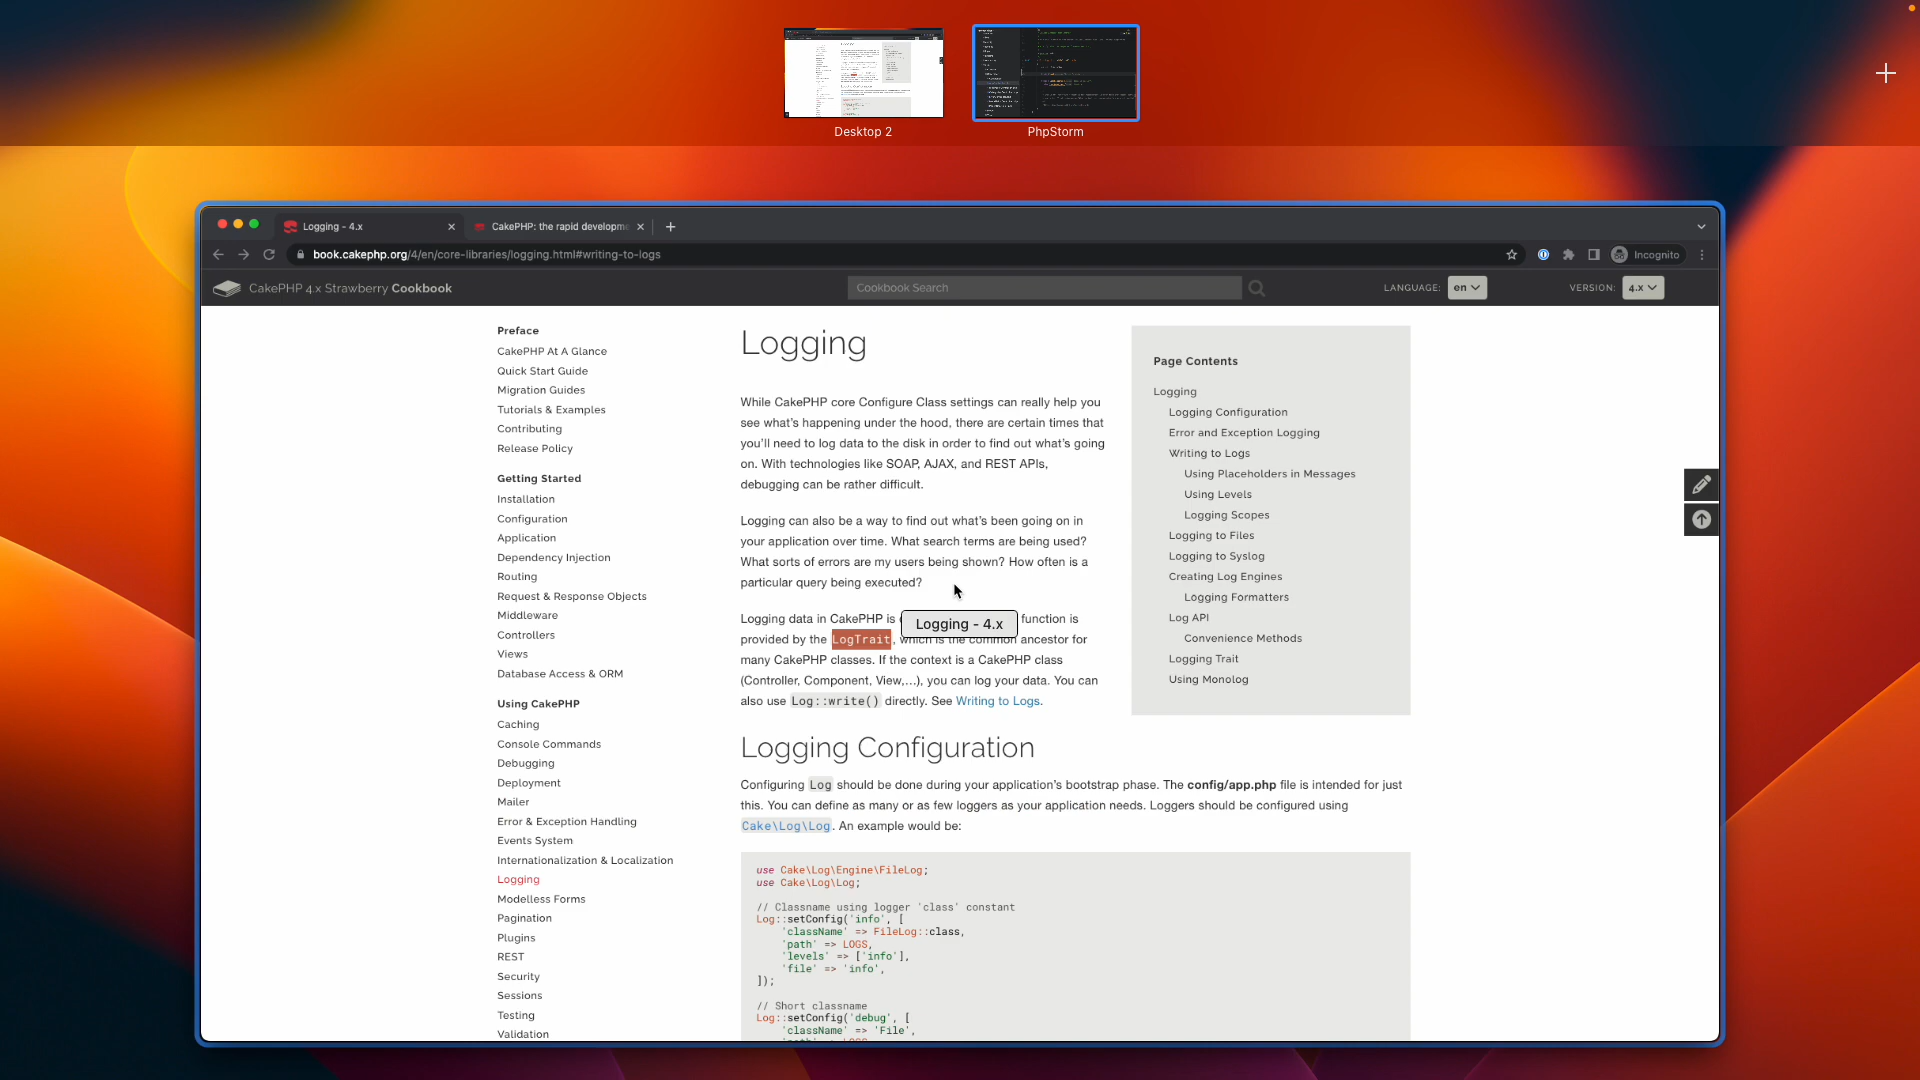 Desktop 2
PhpStorm
Logging - 4.x
CakePHP: the rapid developme
book.cakephp.org/4/en/core-libraries/logging.html#writing-to-logs
Incognito
CakePHP 4.x Strawberry Cookbook
Cookbook Search
LANGUAGE: en
VERSION: 4.x
Preface
CakePHP At A Glance
Quick Start Guide
Migration Guides
Tutorials & Examples
Contributing
Release Policy
Getting Started
Installation
Configuration
Application
Dependency Injection
Routing
Request & Response Objects
Middleware
Controllers
Views
Database Access & ORM
Using CakePHP
Caching
Console Commands
Debugging
Deployment
Mailer
Error & Exception Handling
Events System
Internationalization & Localization
Logging
Modelless Forms
Pagination
Plugins
REST
Security
Sessions
Testing
Validation
Logging
While CakePHP core Configure Class settings can really help you
see what's happening under the hood, there are certain times that
you'll need to log data to the disk in order to find out what's going
on. With technologies like SOAP, AJAX, and REST APIs,
debugging can be rather difficult.
Logging can also be a way to find out what's been going on in
your application over time. What search terms are being used?
What sorts of errors are my users being shown? How often is a
particular query being executed?
Logging data in CakePHP is function is
Logging - 4.x
provided by the LogTrait, which is the common ancestor for
many CakePHP classes. If the context is a CakePHP class
(Controller, Component, View,...), you can log your data. You can
also use Log::write() directly. See Writing to Logs.
Page Contents
Logging
Logging Configuration
Error and Exception Logging
Writing to Logs
Using Placeholders in Messages
Using Levels
Logging Scopes
Logging to Files
Logging to Syslog
Creating Log Engines
Logging Formatters
Log API
Convenience Methods
Logging Trait
Using Monolog
Logging Configuration
Configuring Log should be done during your application's bootstrap phase. The config/app.php file is intended for just
this. You can define as many or as few loggers as your application needs. Loggers should be configured using
Cake\Log\Log. An example would be:
use Cake\Log\Engine\FileLog;
use Cake\Log\Log;
// Classname using logger 'class' constant
Log::setConfig('info', [
'className' => FileLog::class,
'path' => LOGS,
'levels' => ['info'],
'file' => 'info',
]);
// Short classname
Log::setConfig('debug', [
'className' => 'File',